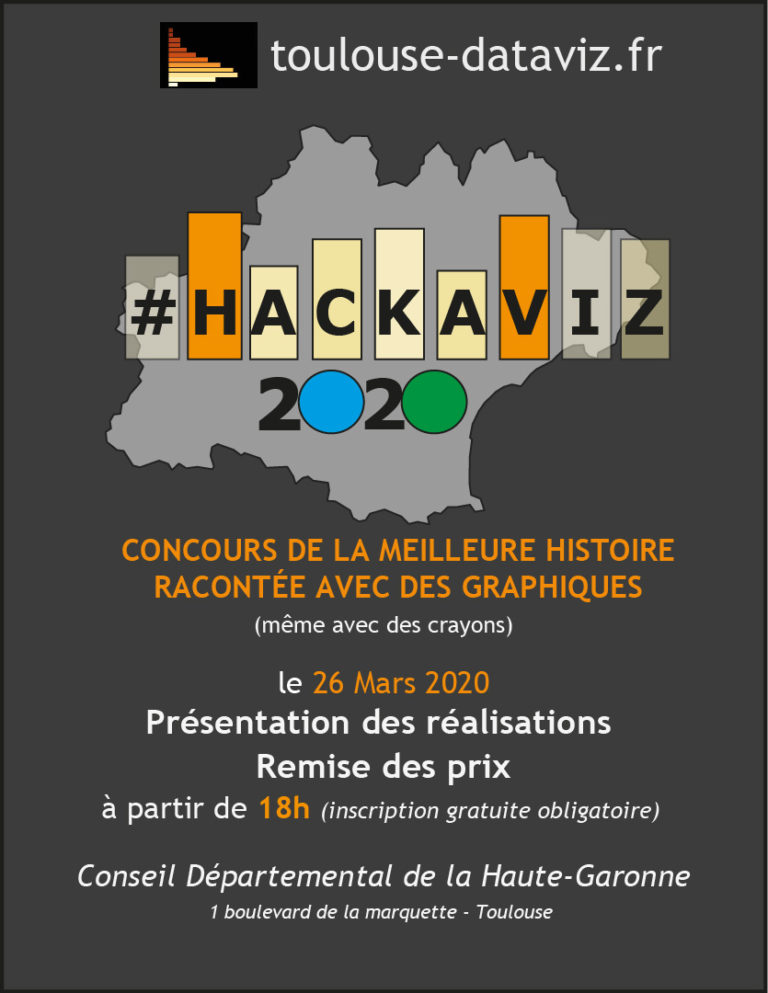 toulouse-dataviz.fr
#HACKAVIZ
2020
CONCOURS DE LA MEILLEURE HISTOIRE
RACONTÉE AVEC DES GRAPHIQUES
(même avec des crayons)
le 26 Mars 2020
Présentation des réalisations
Remise des prix
à partir de 18h (inscription gratuite obligatoire)
Conseil Départemental de la Haute-Garonne
1 boulevard de la marquette - Toulouse